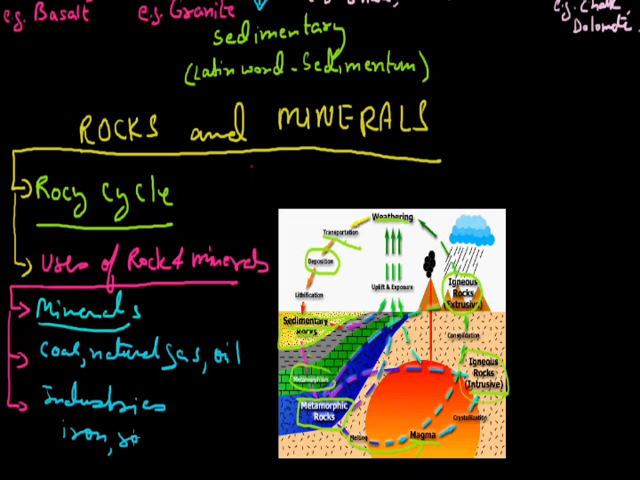 e.g. Basalt e.g. Granite e.g. Chalk
Dolomite
sedimentary
(Latin word - Sedimentum)
ROCKS and MINERALS
Rocy cycle
Uses of Rock & minerals
Minerals
Coal, natural gas, oil
Industries
iron,
Weathering
Transportation
Deposition
Igneous
Rocks
(Extrusive)
Lithification
Uplift & Exposure
Sedimentary
Rocks
Consolidation
Igneous
Rocks
(Intrusive)
Metamorphism
Metamorphic
Rocks
Crystallization
Melting
Magma